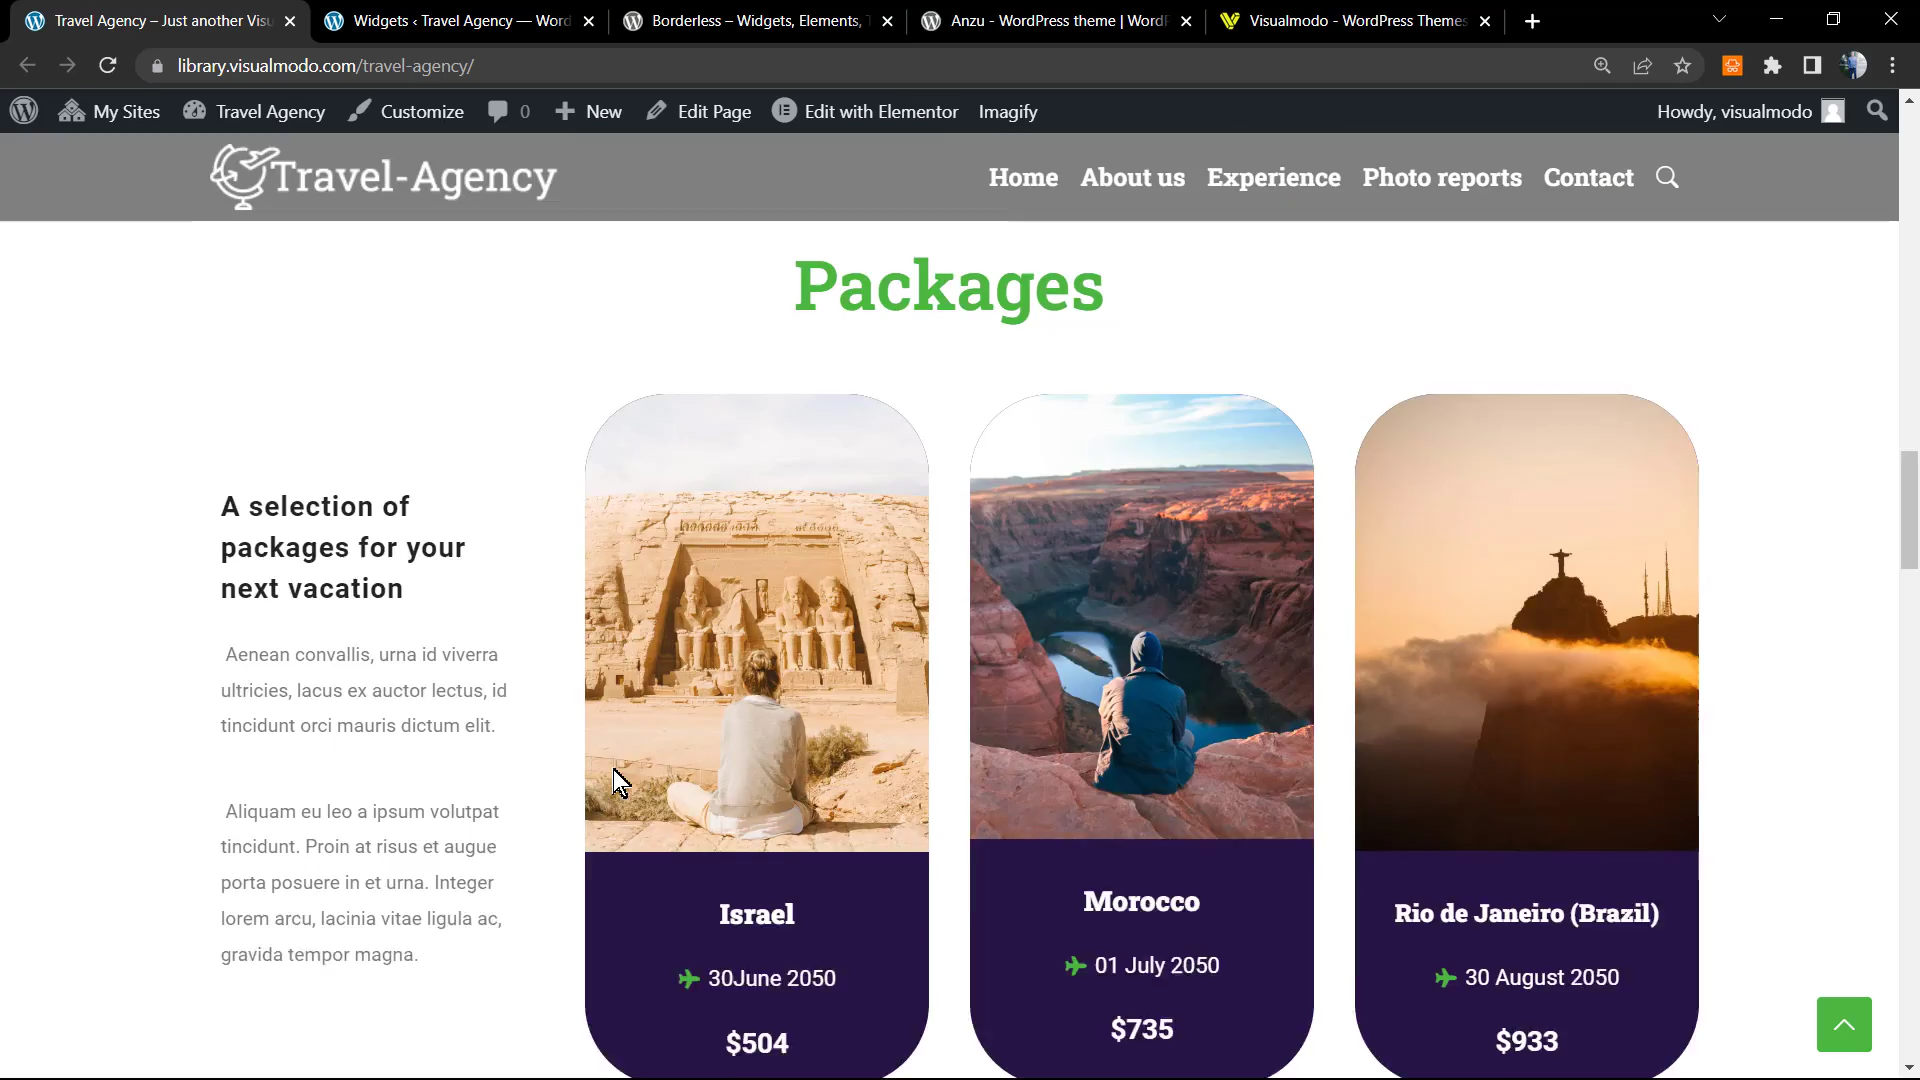 Travel Agency – Just another Visu
Widgets ‹ Travel Agency — Word
Borderless – Widgets, Elements, T
Anzu - WordPress theme | WordP
Visualmodo - WordPress Themes
library.visualmodo.com/travel-agency/
My Sites
Travel Agency
Customize
0
New
Edit Page
Edit with Elementor
Imagify
Howdy, visualmodo
Travel-Agency
Home
About us
Experience
Photo reports
Contact
Packages
A selection of
packages for your
next vacation
Aenean convallis, urna id viverra
ultricies, lacus ex auctor lectus, id
tincidunt orci mauris dictum elit.
Aliquam eu leo a ipsum volutpat
tincidunt. Proin at risus et augue
porta posuere in et urna. Integer
lorem arcu, lacinia vitae ligula ac,
gravida tempor magna.
Israel
30June 2050
$504
Morocco
01 July 2050
$735
Rio de Janeiro (Brazil)
30 August 2050
$933